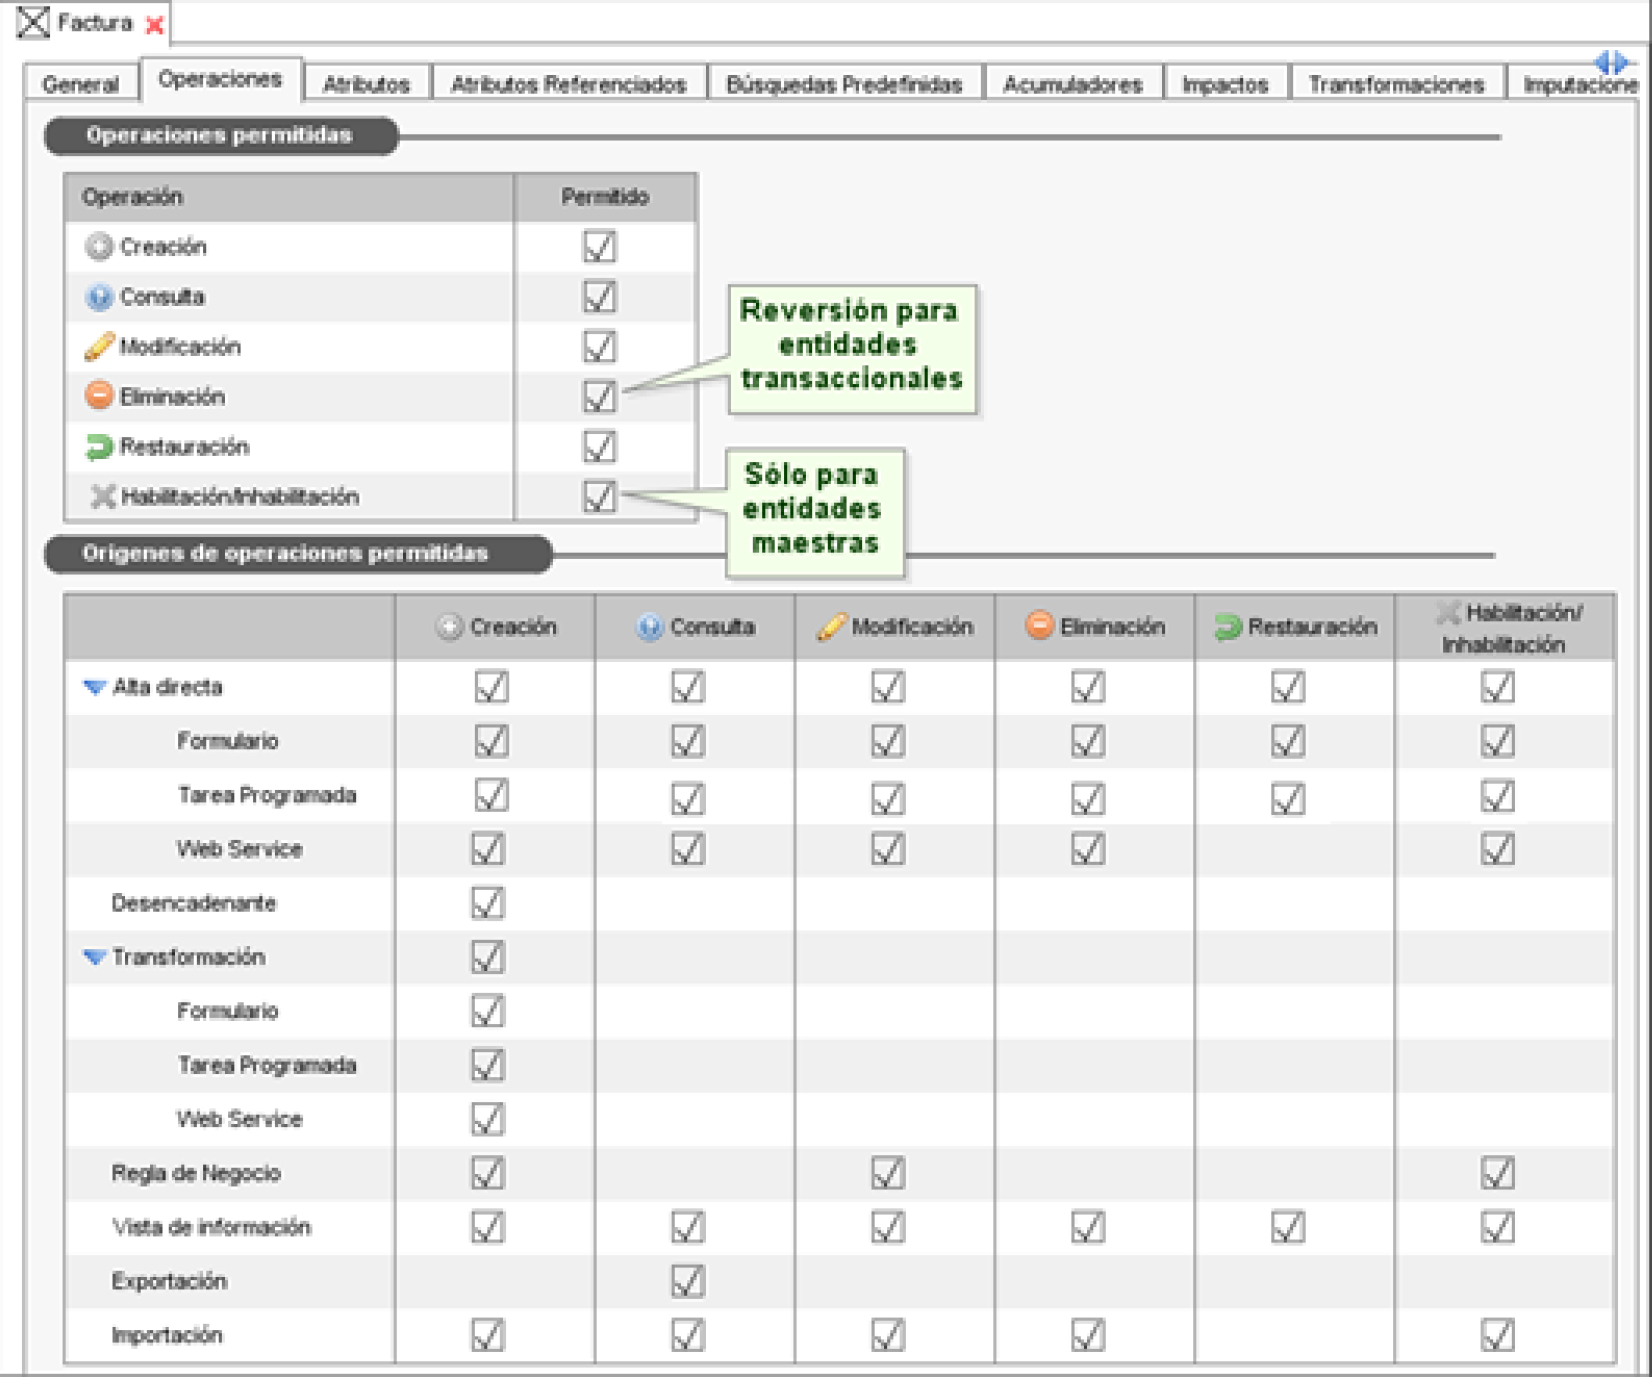 Factura
General Operaciones Atributos Atributos Referenciados Búsquedas Predefinidas Acumuladores Impactos Transformaciones Imputacione
Operaciones permitidas
Operación Permitido
Creación
Consulta
Modificación
Eliminación
Restauración
Habilitación/Inhabilitación
Reversión para
entidades
transaccionales
Sólo para
entidades
maestras
Orígenes de operaciones permitidas
Creación Consulta Modificación Eliminación Restauración Habilitación/
Inhabilitación
Alta directa
Formulario
Tarea Programada
Web Service
Desencadenante
Transformación
Formulario
Tarea Programada
Web Service
Regla de Negocio
Vista de información
Exportación
Importación